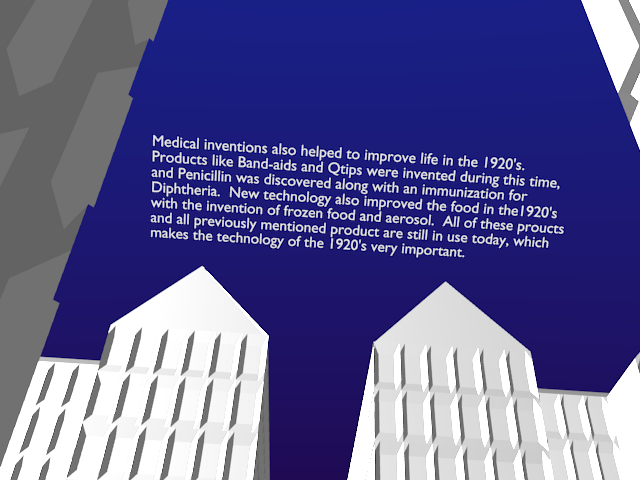 Medical inventions also helped to improve life in the 1920's.
Products like Band-aids and Qtips were invented during this time,
and Penicillin was discovered along with an immunization for
Diphtheria.  New technology also improved the food in the1920's
with the invention of frozen food and aerosol.  All of these proucts
and all previously mentioned product are still in use today, which
makes the technology of the 1920's very important.